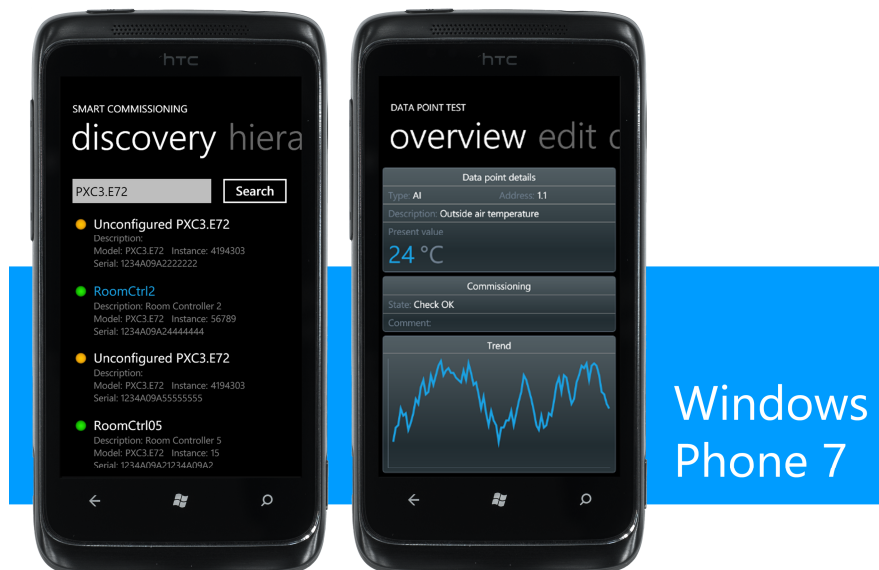 hTC
SMART COMMISSIONING
discovery hiera
PXC3.E72
Search
Unconfigured PXC3.E72
Description:
Model: PXC3.E72 Instance: 4194303
Serial: 1234A09A2222222
RoomCtrl2
Description: Room Controller 2
Model: PXC3.E72 Instance: 56789
Serial: 1234A09A24444444
Unconfigured PXC3.E72
Description:
Model: PXC3.E72 Instance: 4194303
Serial: 1234A09A55555555
RoomCtrl05
Description: Room Controller 5
Model: PXC3.E72 Instance: 15
Serial: 1234A09A21234A09A2
hTC
DATA POINT TEST
overview edit c
Data point details
Type: AI Address: 1.1
Description: Outside air temperature
Present value
24 °C
Commissioning
State: Check OK
Comment:
Trend
Windows
Phone 7